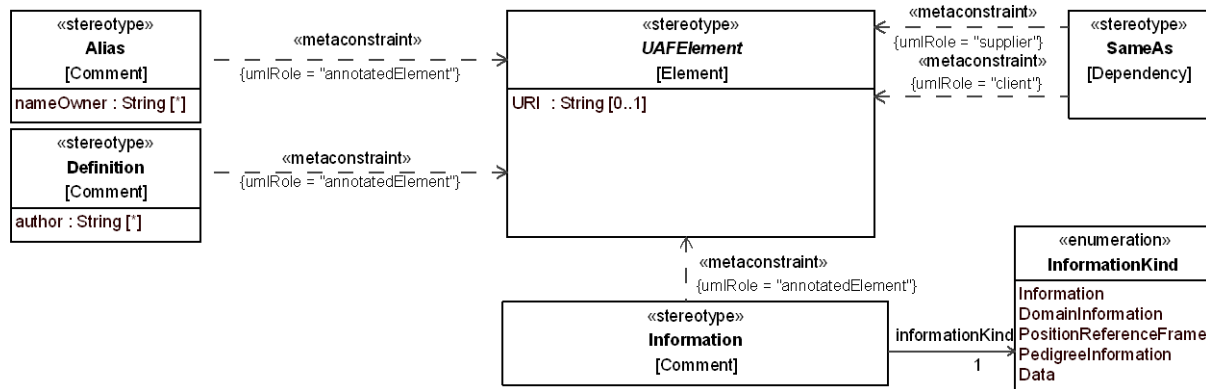 «stereotype»
Alias
[Comment]
nameOwner : String [*]
«metaconstraint»
{umlRole = "annotatedElement"}
«stereotype»
UAFElement
[Element]
URI : String [0..1]
«metaconstraint»
{umlRole = "supplier"}
«metaconstraint»
{umlRole = "client"}
«stereotype»
SameAs
[Dependency]
«stereotype»
Definition
[Comment]
author : String [*]
«metaconstraint»
{umlRole = "annotatedElement"}
«metaconstraint»
{umlRole = "annotatedElement"}
«stereotype»
Information
[Comment]
informationKind
1
«enumeration»
InformationKind
Information
DomainInformation
PositionReferenceFrame
PedigreeInformation
Data